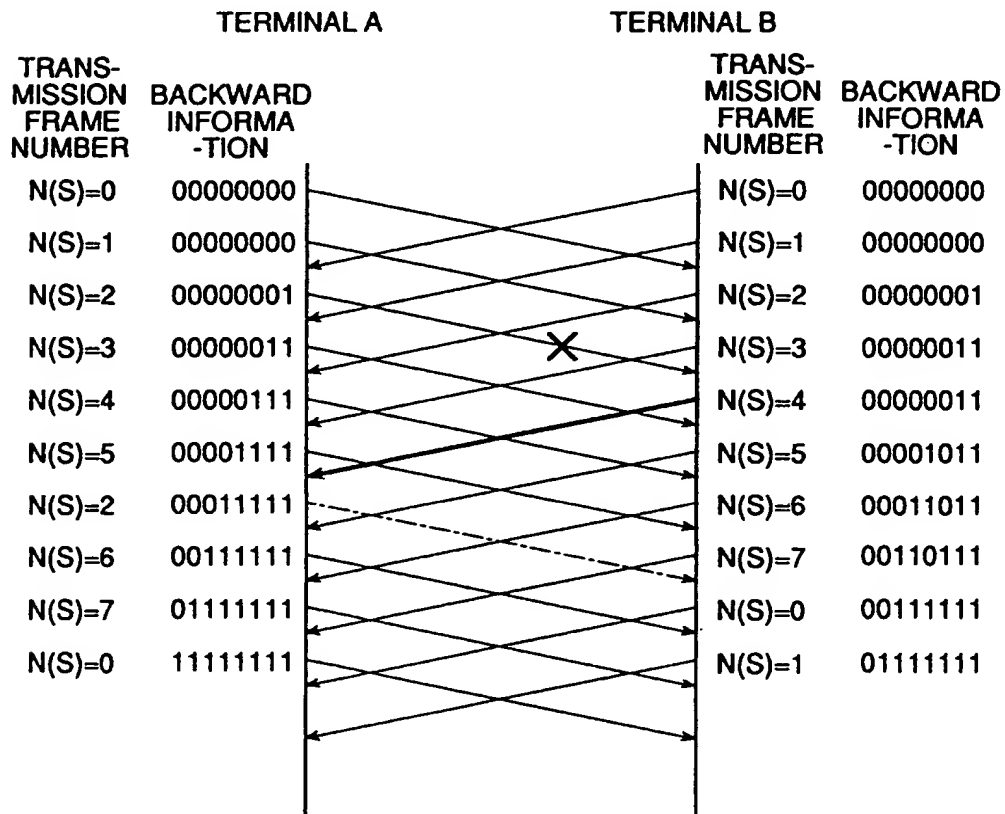 TERMINAL A TERMINAL B
TRANS-
MISSION
FRAME
NUMBER
BACKWARD
INFORMA
-TION
TRANS-
MISSION
FRAME
NUMBER
BACKWARD
INFORMA
-TION
N(S)=0 00000000 N(S)=0 00000000
N(S)=1 00000000 N(S)=1 00000000
N(S)=2 00000001 N(S)=2 00000001
N(S)=3 00000011 N(S)=3 00000011
N(S)=4 00000111 N(S)=4 00000011
N(S)=5 00001111 N(S)=5 00001011
N(S)=2 00011111 N(S)=6 00011011
N(S)=6 00111111 N(S)=7 00110111
N(S)=7 01111111 N(S)=0 00111111
N(S)=0 11111111 N(S)=1 01111111